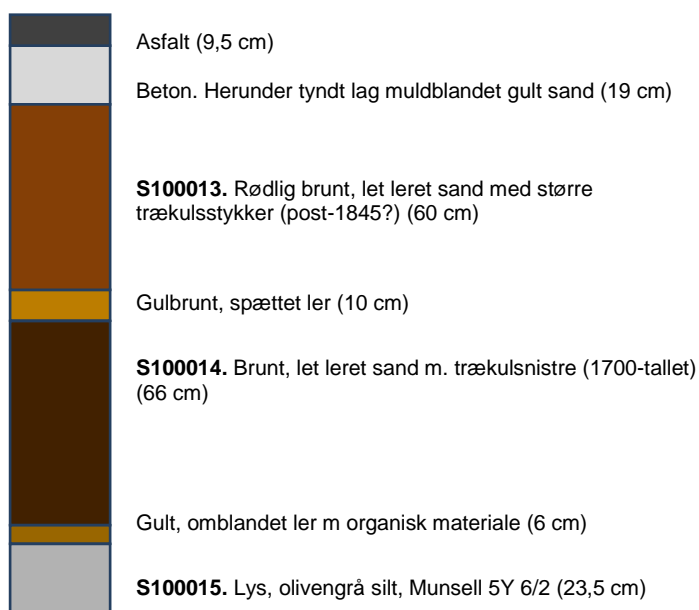 Asfalt (9,5 cm)
Beton. Herunder tyndt lag muldblandet gult sand (19 cm)
S100013. Rødlig brunt, let leret sand med større
trækulsstykker (post-1845?) (60 cm)
Gulbrunt, spættet ler (10 cm)
S100014. Brunt, let leret sand m. trækulsnistre (1700-tallet)
(66 cm)
Gult, omblandet ler m organisk materiale (6 cm)
S100015. Lys, olivengrå silt, Munsell 5Y 6/2 (23,5 cm)